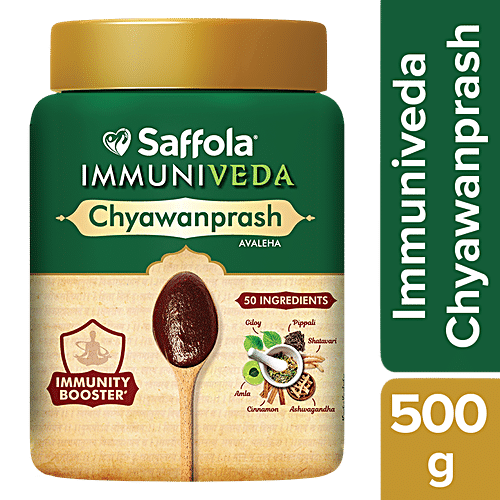 Saffola®
IMMUNIVEDA
Chyawanprash
AVALEHA
50 INGREDIENTS
Giloy
Pippali
Shatavari
Amla
Cinnamon
Ashwagandha
IMMUNITY
BOOSTER*
Immuniveda
Chyawanprash
500
g